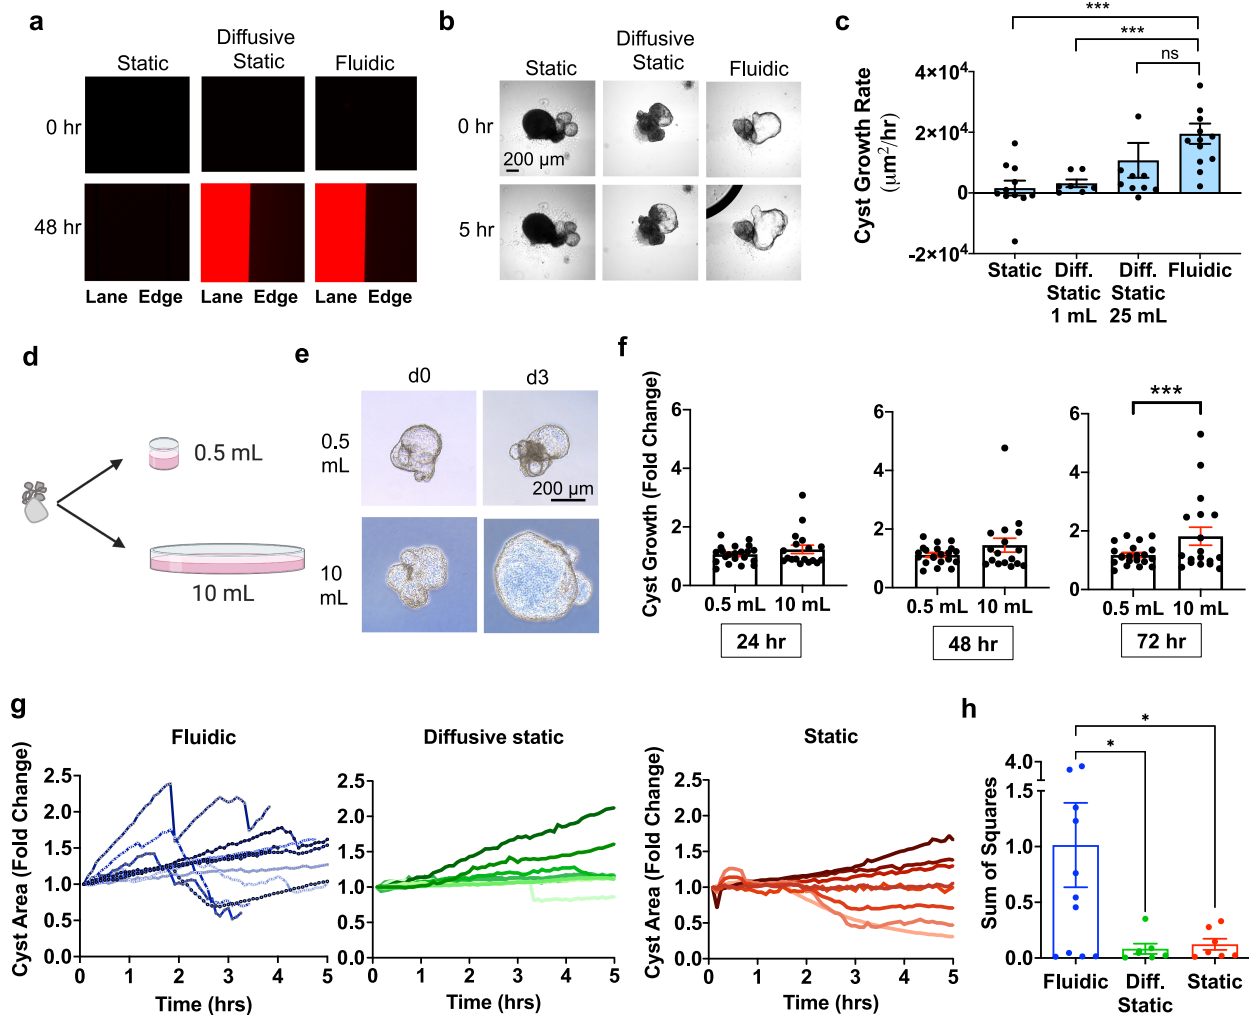 a
Static
Diffusive
Static
Fluidic
0 hr
48 hr
Lane Edge
Lane Edge
Lane Edge
b
Static
Diffusive
Static
Fluidic
0 hr
200 μm
5 hr
c
***
***
ns
Cyst Growth Rate
(μm²/hr)
4×10⁴
2×10⁴
0
-2×10⁴
Static
Diff.
Static
1 mL
Diff.
Static
25 mL
Fluidic
d
0.5 mL
10 mL
e
d0
d3
0.5
mL
200 μm
10
mL
f
Cyst Growth (Fold Change)
6
4
2
0
0.5 mL
10 mL
24 hr
6
4
2
0
0.5 mL
10 mL
48 hr
***
6
4
2
0
0.5 mL
10 mL
72 hr
g
Fluidic
Cyst Area (Fold Change)
2.5
2.0
1.5
1.0
0.5
0.0
0 1 2 3 4 5
Time (hrs)
Diffusive static
2.5
2.0
1.5
1.0
0.5
0.0
0 1 2 3 4 5
Time (hrs)
Static
Cyst Area (Fold Change)
2.5
2.0
1.5
1.0
0.5
0.0
0 1 2 3 4 5
Time (hrs)
h
*
*
Sum of Squares
4.0
1.5
1.0
0.5
0.0
Fluidic
Diff.
Static
Static